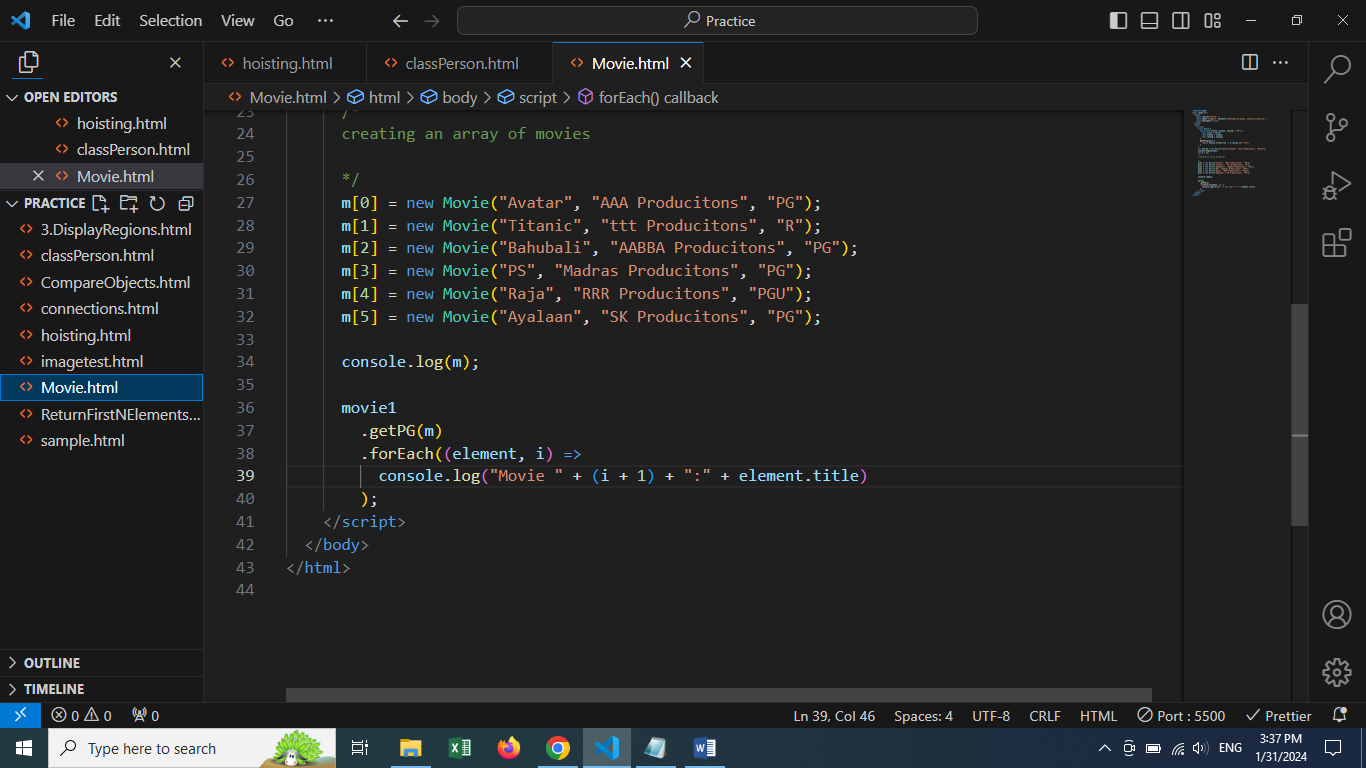 File Edit Selection View Go ··· Practice
hoisting.html classPerson.html Movie.html
OPEN EDITORS
hoisting.html
classPerson.html
Movie.html
PRACTICE
3.DisplayRegions.html
classPerson.html
CompareObjects.html
connections.html
hoisting.html
imagetest.html
Movie.html
ReturnFirstNElements...
sample.html
OUTLINE
TIMELINE
Movie.html > html > body > script > forEach() callback
23 /*
24 creating an array of movies
25
26 */
27 m[0] = new Movie("Avatar", "AAA Producitons", "PG");
28 m[1] = new Movie("Titanic", "ttt Producitons", "R");
29 m[2] = new Movie("Bahubali", "AABBA Producitons", "PG");
30 m[3] = new Movie("PS", "Madras Producitons", "PG");
31 m[4] = new Movie("Raja", "RRR Producitons", "PGU");
32 m[5] = new Movie("Ayalaan", "SK Producitons", "PG");
33
34 console.log(m);
35
36 movie1
37 .getPG(m)
38 .forEach((element, i) =>
39 console.log("Movie " + (i + 1) + ":" + element.title)
40 );
41 </script>
42 </body>
43 </html>
44
0 0 0 Ln 39, Col 46 Spaces: 4 UTF-8 CRLF HTML Port : 5500 Prettier
Type here to search ENG 3:37 PM
1/31/2024